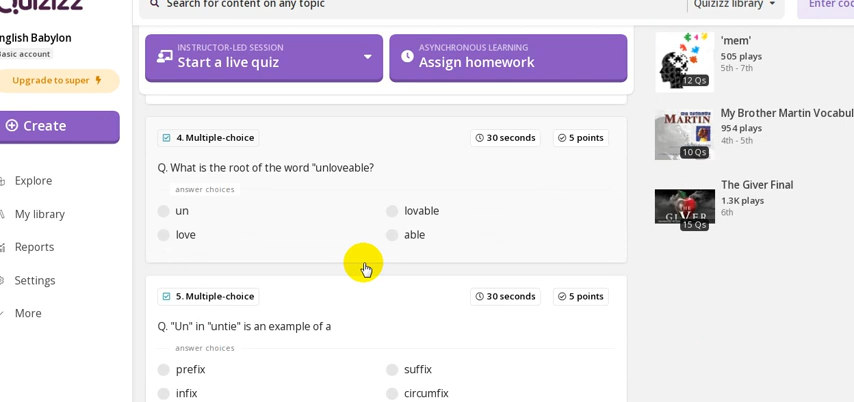 Quizizz
Search for content on any topic
Quizizz library
Enter co
nglish Babylon
Basic account
Upgrade to super
Create
Explore
My library
Reports
Settings
More
INSTRUCTOR-LED SESSION
Start a live quiz
ASYNCHRONOUS LEARNING
Assign homework
4. Multiple-choice
30 seconds
5 points
Q. What is the root of the word "unloveable?
answer choices
un
lovable
love
able
5. Multiple-choice
30 seconds
5 points
Q. "Un" in "untie" is an example of a
answer choices
prefix
suffix
infix
circumfix
'mem'
505 plays
5th - 7th
12 Qs
My Brother Martin Vocabul
954 plays
4th - 5th
MARTIN
10 Qs
The Giver Final
1.3K plays
6th
GIVER
15 Qs